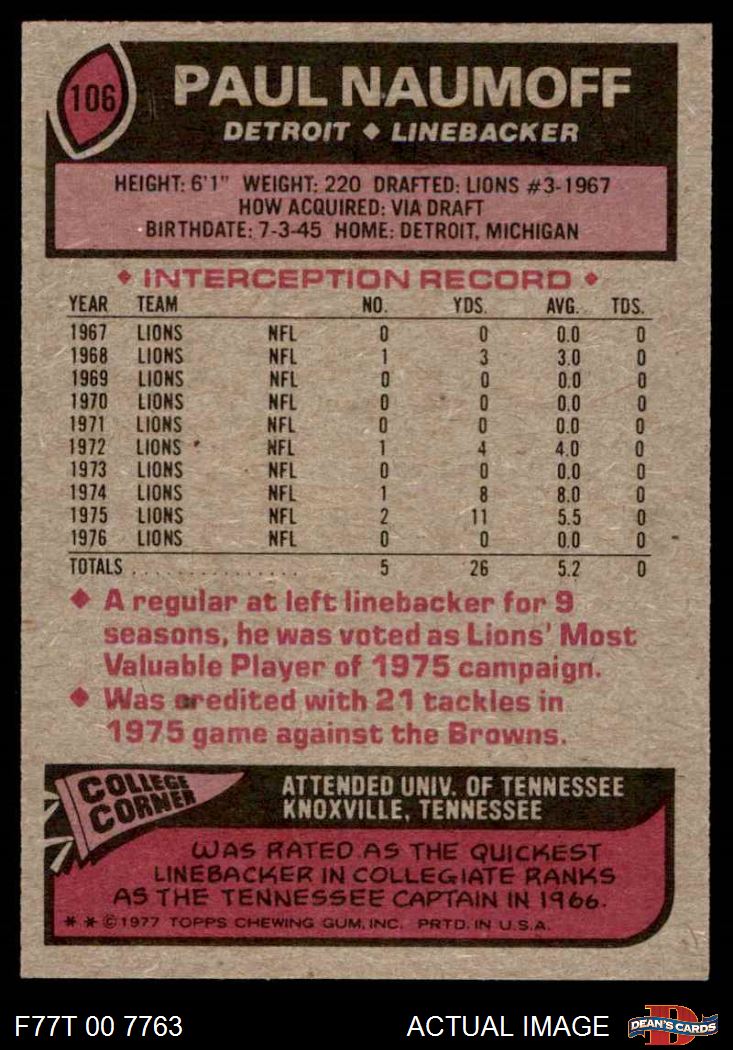 106
PAUL NAUMOFF
DETROIT ◆ LINEBACKER
HEIGHT: 6'1" WEIGHT: 220 DRAFTED: LIONS #3-1967
HOW ACQUIRED: VIA DRAFT
BIRTHDATE: 7-3-45 HOME: DETROIT, MICHIGAN
◆ INTERCEPTION RECORD ◆
YEAR TEAM NO. YDS. AVG. TDS.
1967 LIONS NFL 0 0 0.0 0
1968 LIONS NFL 1 3 3.0 0
1969 LIONS NFL 0 0 0.0 0
1970 LIONS NFL 0 0 0.0 0
1971 LIONS NFL 0 0 0.0 0
1972 LIONS NFL 1 4 4.0 0
1973 LIONS NFL 0 0 0.0 0
1974 LIONS NFL 1 8 8.0 0
1975 LIONS NFL 2 11 5.5 0
1976 LIONS NFL 0 0 0.0 0
TOTALS . . . . . . . . . . . . . . . 5 26 5.2 0
◆ A regular at left linebacker for 9
seasons, he was voted as Lions' Most
Valuable Player of 1975 campaign.
◆ Was credited with 21 tackles in
1975 game against the Browns.
COLLEGE
CORNER
ATTENDED UNIV. OF TENNESSEE
KNOXVILLE, TENNESSEE
WAS RATED AS THE QUICKEST
LINEBACKER IN COLLEGIATE RANKS
AS THE TENNESSEE CAPTAIN IN 1966.
* * © 1977 TOPPS CHEWING GUM, INC. PRTD. IN U.S.A.
F77T 00 7763
ACTUAL IMAGE
D
DEAN'S CARDS